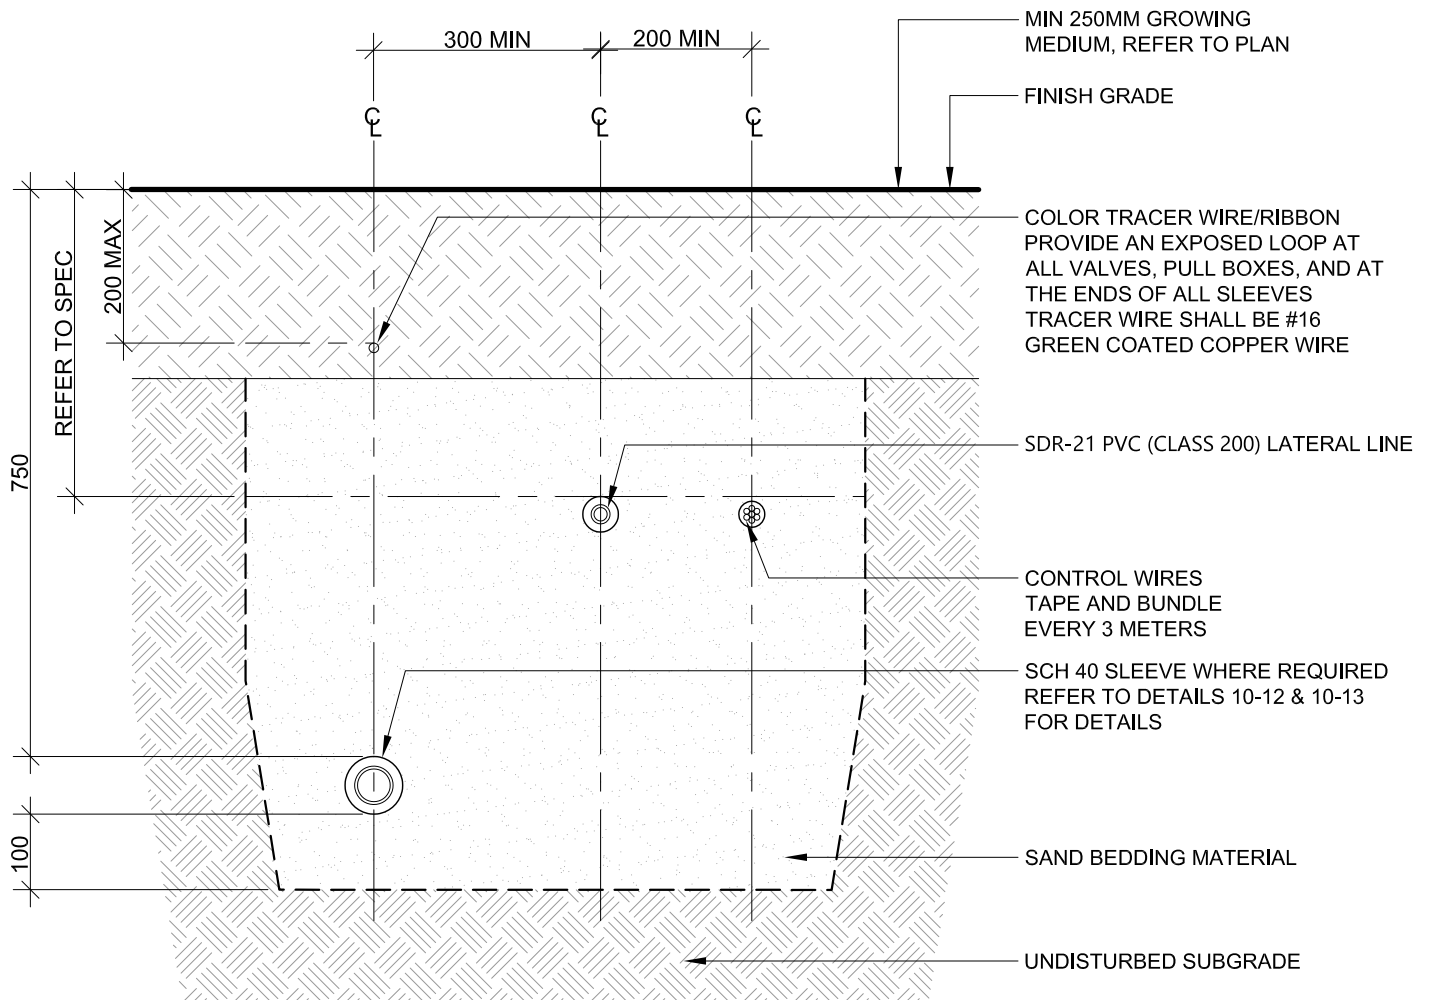 300 MIN
200 MIN
MIN 250MM GROWING
MEDIUM, REFER TO PLAN
FINISH GRADE
CL
CL
CL
200 MAX
REFER TO SPEC
750
100
COLOR TRACER WIRE/RIBBON
PROVIDE AN EXPOSED LOOP AT
ALL VALVES, PULL BOXES, AND AT
THE ENDS OF ALL SLEEVES
TRACER WIRE SHALL BE #16
GREEN COATED COPPER WIRE
SDR-21 PVC (CLASS 200) LATERAL LINE
CONTROL WIRES
TAPE AND BUNDLE
EVERY 3 METERS
SCH 40 SLEEVE WHERE REQUIRED
REFER TO DETAILS 10-12 & 10-13
FOR DETAILS
SAND BEDDING MATERIAL
UNDISTURBED SUBGRADE